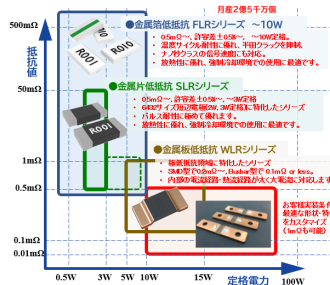 月産2億5千万個
500mΩ
●金属箔低抵抗 FLRシリーズ ~10W
・ 0.5mΩ~、許容差±0.5%~、~10W定格。
・ 温度サイクル耐性に優れ、半田クラックを抑制。
・ ナノ秒クラスの信号速度にも対応。
・ 放熱性に優れ、強制冷却環境での使用に最適です。
R001
R010
抵抗値
50mΩ
●金属片低抵抗 SLRシリーズ
・ 0.5mΩ~、許容差±0.5%~、~3W定格
・ 6432サイズ短辺電極2W、3W定格に特化したシリーズ
・ パルス耐性に極めて優れます。
・ 放熱性に優れ、強制冷却環境での使用に最適です。
R001
●金属板低抵抗 WLRシリーズ
1mΩ
・ 極低抵抗領域に特化したシリーズ
・ SMD型で0.2mΩ~、Busbar型で 0.1mΩ or less。
・ 内部の電流経路・熱流経路が太く大電流に対応します
0.5mΩ
お客様実装条件
最適な形状・特
をカスタマイズ
(1mΩも可能)
0.1mΩ
0.01mΩ
0.5W
3W
5W
10W
15W
100W
定格電力